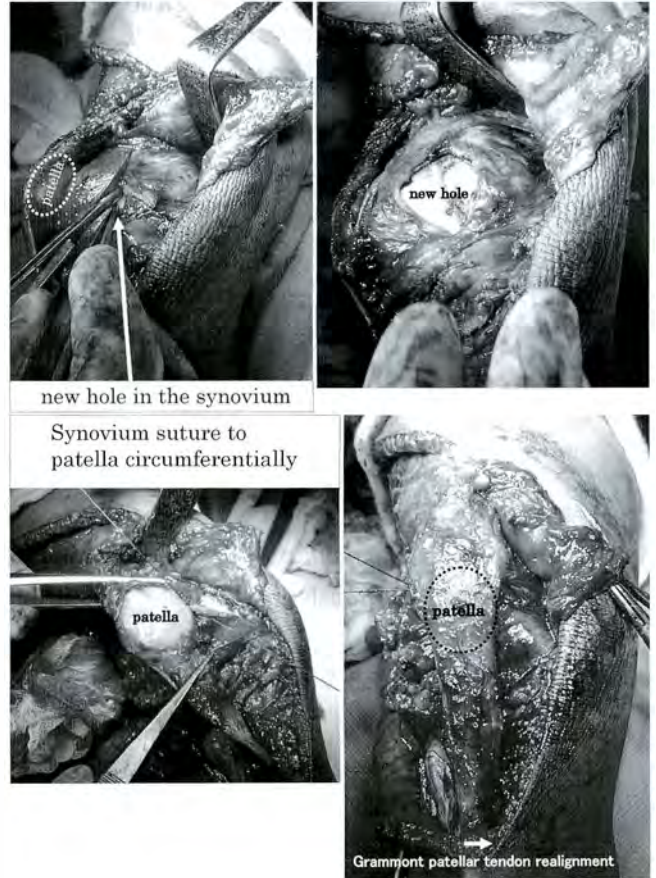 patella
new hole
new hole in the synovium
Synovium suture to
patella circumferentially
patella
patella
Grammont patellar tendon realignment